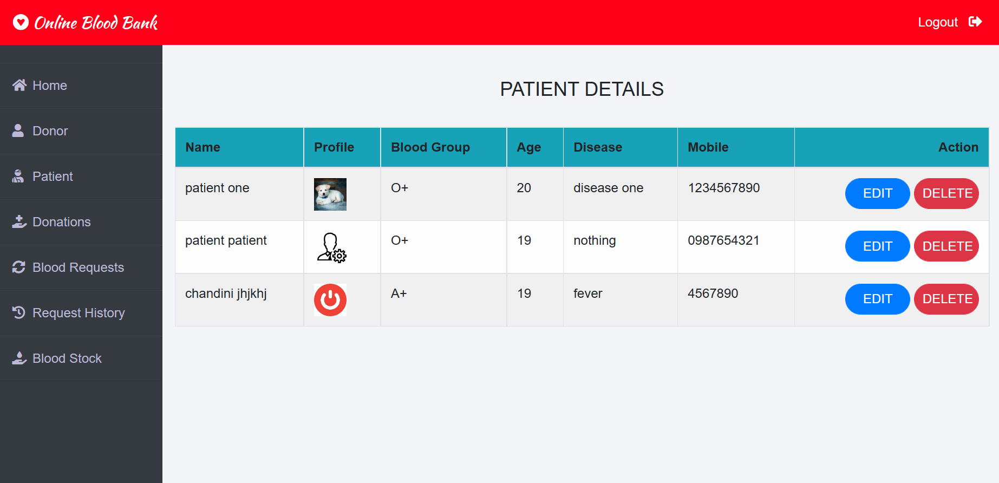 Online Blood Bank
Logout
Home
Donor
Patient
Donations
Blood Requests
Request History
Blood Stock
PATIENT DETAILS
Name Profile Blood Group Age Disease Mobile Action
patient one O+ 20 disease one 1234567890 EDIT DELETE
patient patient O+ 19 nothing 0987654321 EDIT DELETE
chandini jhjkhj A+ 19 fever 4567890 EDIT DELETE